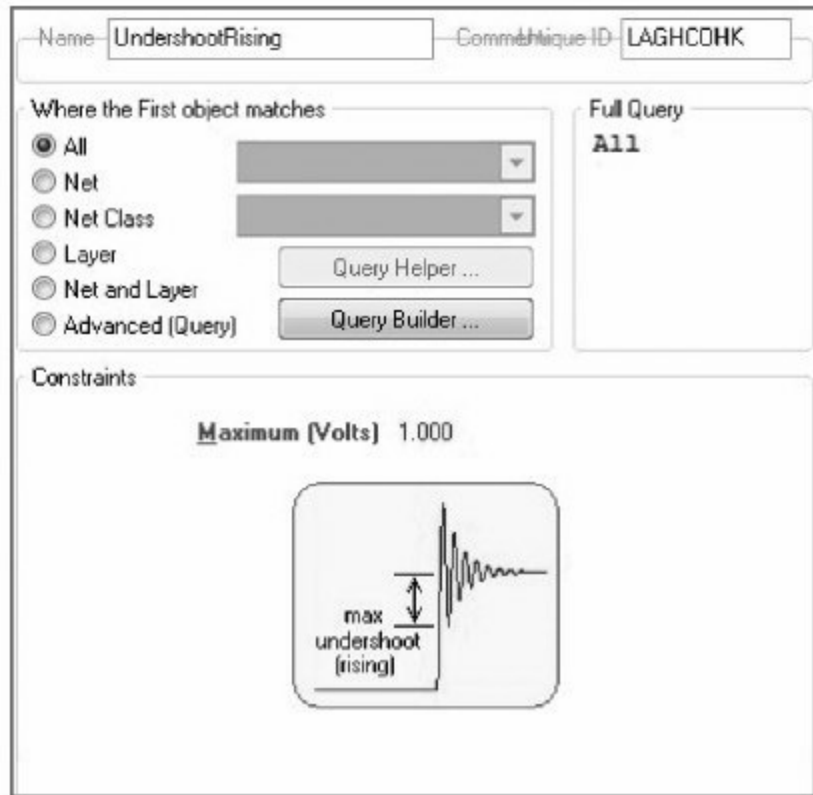 Name UndershootRising Comment Unique ID LAGHCOHK
Where the First object matches
All
Net
Net Class
Layer
Net and Layer
Advanced (Query)
Query Helper ...
Query Builder ...
Full Query
All
Constraints
Maximum (Volts) 1.000
max
undershoot
(rising)